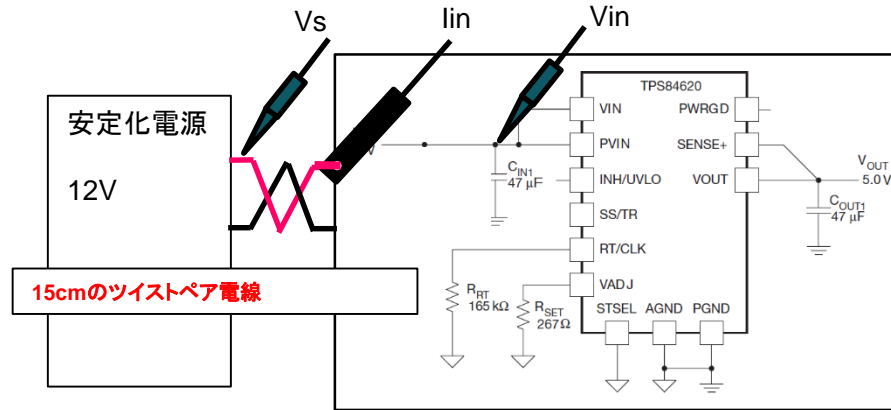 Vs
Iin
Vin
安定化電源
12V
15cmのツイストペア電線
TPS84620
VIN
PWRGD
PVIN
SENSE+
V
CIN1
47 µF
INH/UVLO
VOUT
VOUT
5.0 V
SS/TR
COUT1
47 µF
RT/CLK
RRT
165 kΩ
VADJ
RSET
267Ω
STSEL
AGND
PGND